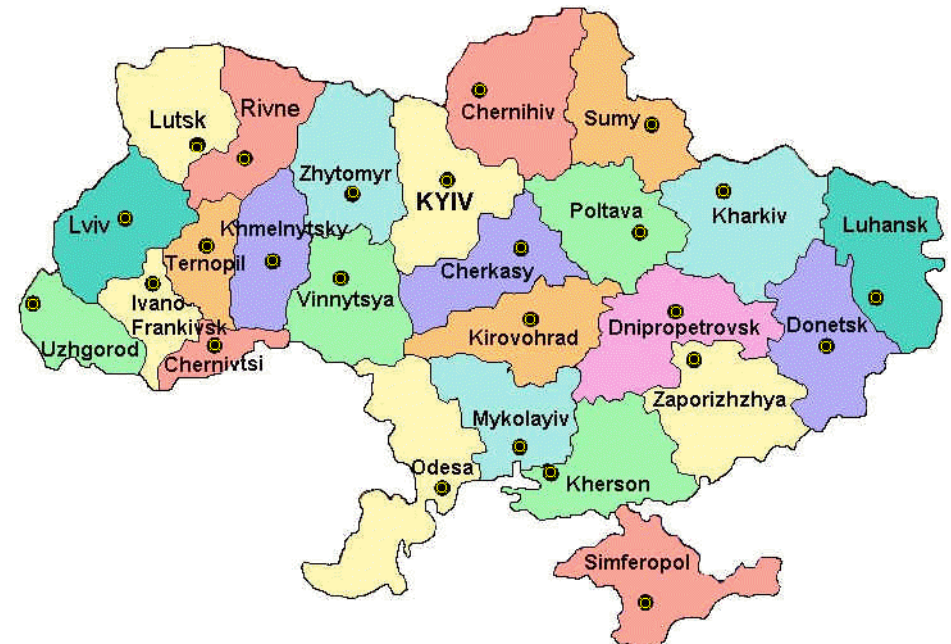 Chernihiv
Rivne
Sumy
Lutsk
Zhytomyr
KYIV
Poltava
Kharkiv
Lviv
Luhansk
Khmelnytsky
Ternopil
Cherkasy
Vinnytsya
Ivano-
Frankivsk
Dnipropetrovsk
Donetsk
Kirovohrad
Uzhgorod
Chernivtsi
Zaporizhzhya
Mykolayiv
Odesa
Kherson
Simferopol